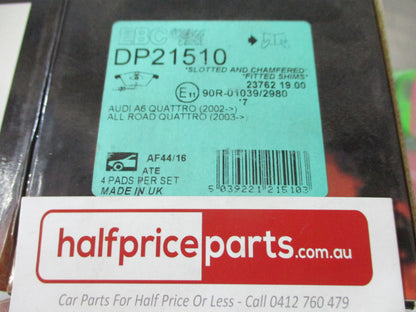 EBC
DP21510
"SLOTTED AND CHAMFERED"
"FITTED SHIMS"
23762 19.00
E11 90R-01039/2980
'7
AUDI A6 QUATTRO (2002->)
ALL ROAD QUATTRO (2003->)
AF44/16
ATE
4 PADS PER SET
MADE IN UK
5 039221 215103
halfpriceparts.com.au
Car Parts For Half Price Or Less - Call 0412 760 479